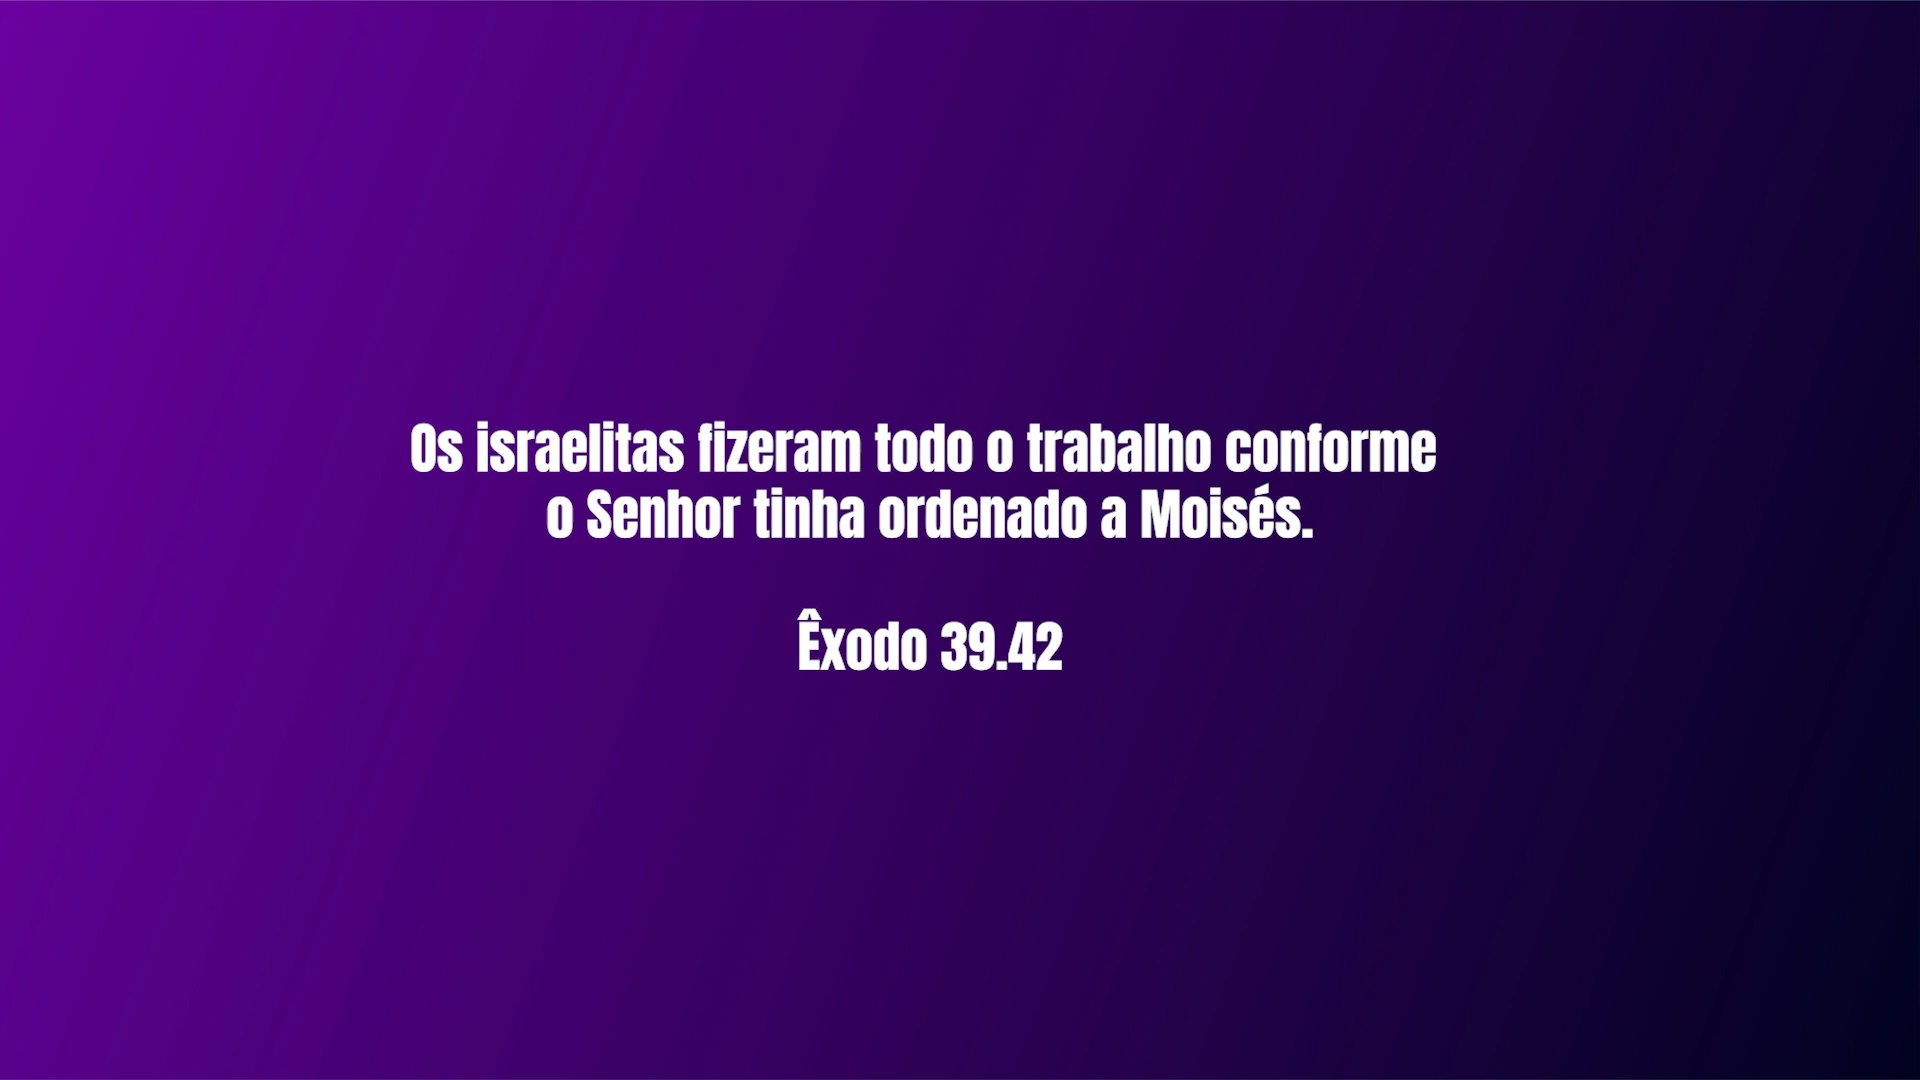 Os israelitas fizeram todo o trabalho conforme
o Senhor tinha ordenado a Moisés.
Êxodo 39.42